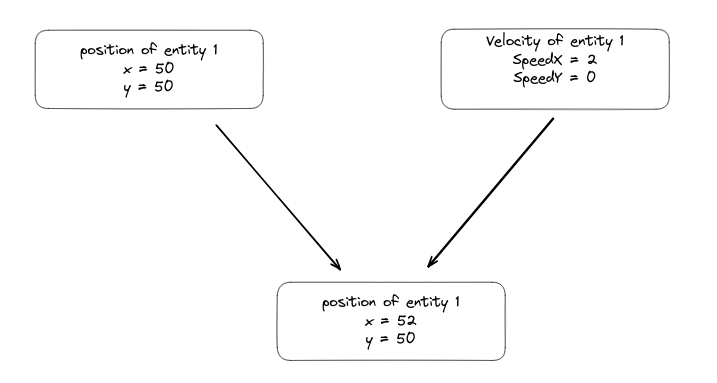 position of entity 1
x = 50
y = 50
Velocity of entity 1
SpeedX = 2
SpeedY = 0
position of entity 1
x = 52
y = 50